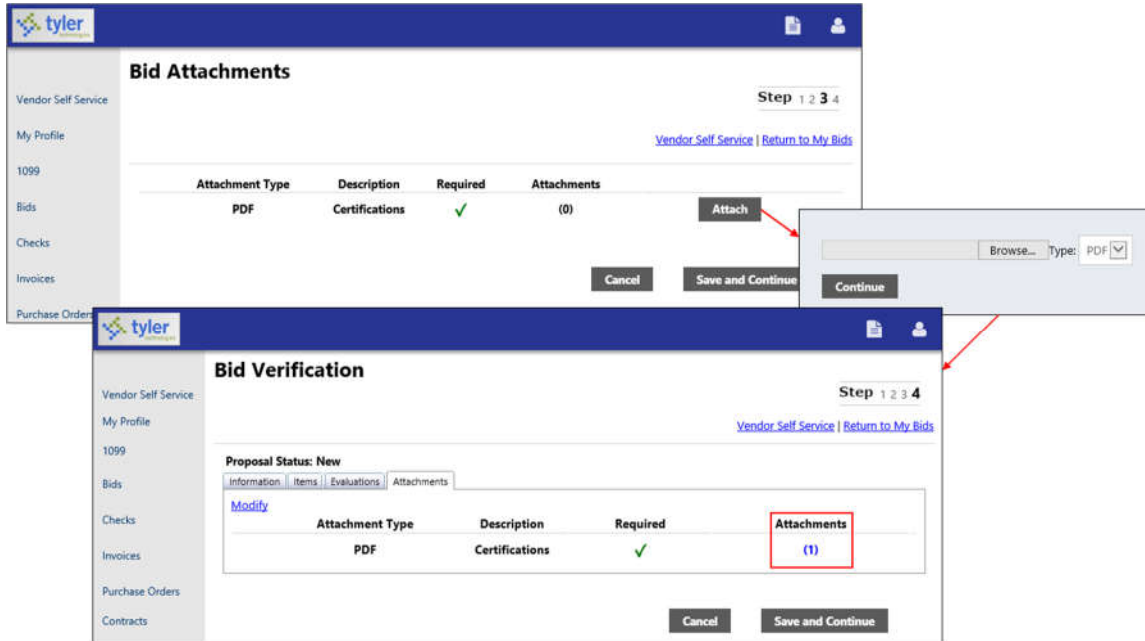 tyler
technologies
Bid Attachments
Step 1 2 3 4
Vendor Self Service
My Profile
Vendor Self Service | Return to My Bids
1099
Attachment Type Description Required Attachments
Bids
PDF Certifications (0) Attach
Checks
Browse... Type: PDF
Invoices
Cancel Save and Continue
Continue
Purchase Orders
tyler
technologies
Bid Verification
Step 1 2 3 4
Vendor Self Service
My Profile
Vendor Self Service | Return to My Bids
1099
Proposal Status: New
Information Items Evaluations Attachments
Bids
Modify
Attachment Type Description Required Attachments
Checks
PDF Certifications (1)
Invoices
Purchase Orders
Contracts
Cancel Save and Continue